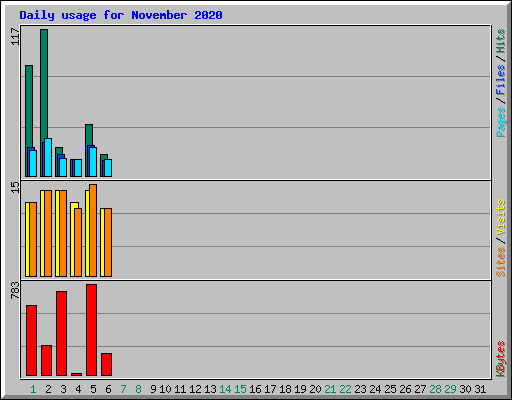 Daily usage for November 2020
117
Pages/Files/Hits
15
Sites/Visits
783
KBytes
1 2 3 4 5 6 7 8 9 10 11 12 13 14 15 16 17 18 19 20 21 22 23 24 25 26 27 28 29 30 31